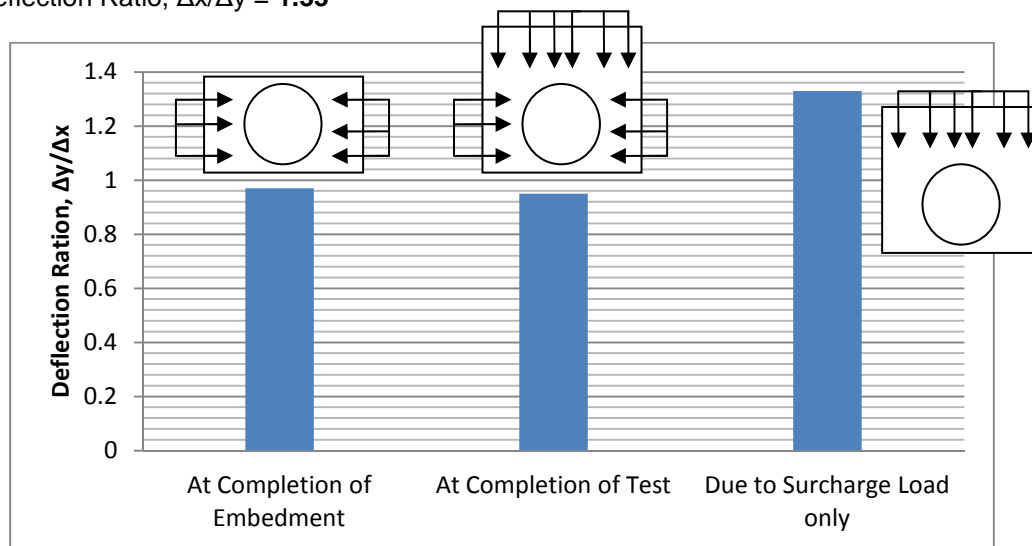 eflection Ratio, Δx/Δy = 1.33
1.4
1.2
1
0.8
0.6
0.4
0.2
0
Deflection Ration, Δy/Δx
At Completion of
Embedment
At Completion of Test
Due to Surcharge Load
only